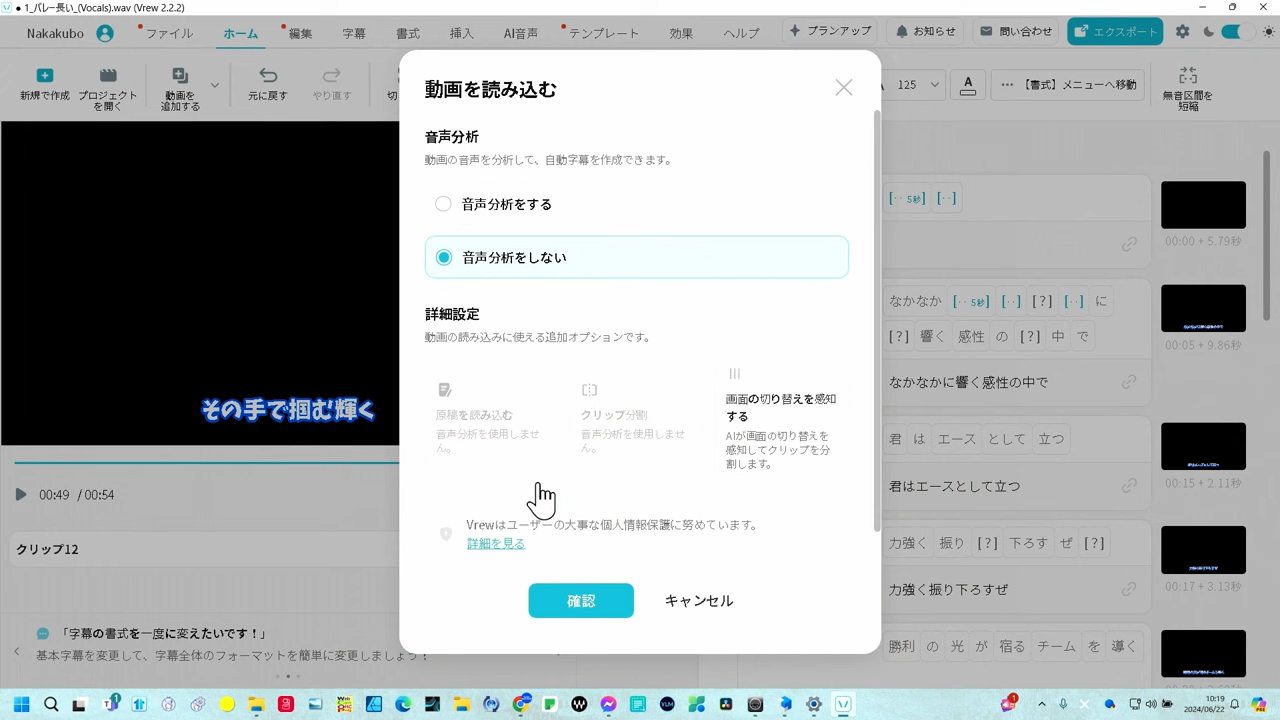 1_バレー長い_(Vocals).wav (Vrew 2.2.2)
Nakakubo
ファイル
ホーム
編集
字幕
書式
挿入
AI音声
テンプレート
効果
ヘルプ
プランアップ
お知らせ
問い合わせ
エクスポート
新規で作成
プロジェクト
を開く
動画を
追加する
元に戻す
やり直す
切
125
A
【書式】メニューへ移動
無音区間を
短縮
動画を読み込む
音声分析
動画の音声を分析して、自動字幕を作成できます。
音声分析をする
音声分析をしない
詳細設定
動画の読み込みに使える追加オプションです。
原稿を読み込む
音声分析を使用しませ
ん。
クリップ分割
音声分析を使用しませ
ん。
画面の切り替えを感知
する
AIが画面の切り替えを
感知してクリップを分
割します。
Vrewはユーザーの大事な個人情報保護に努めています。
詳細を見る
確認
キャンセル
その手で掴む輝く
00:49 / 00:54
クリップ12
「字幕の書式を一度に変えたいです！」
基本字幕を変更して、字幕全体のフォーマットを簡単に変更しましょう！
[·· 5秒] [··]
00:00 + 5.79秒
なかなか [·· 5秒] [··] [?] [··] に
[?] 響く 感性 の [?] 中 で
なかなかに響く感性の中で
00:05 + 9.86秒
君 は エース として 立つ
君はエースとして立つ
00:15 + 2.11秒
力強く 振り [?] 下ろす ぜ [?]
力強く振り下ろすぜ
00:17 + 3.13秒
勝利 の 光 が 宿る チーム を 導く
10:19
2024/06/22